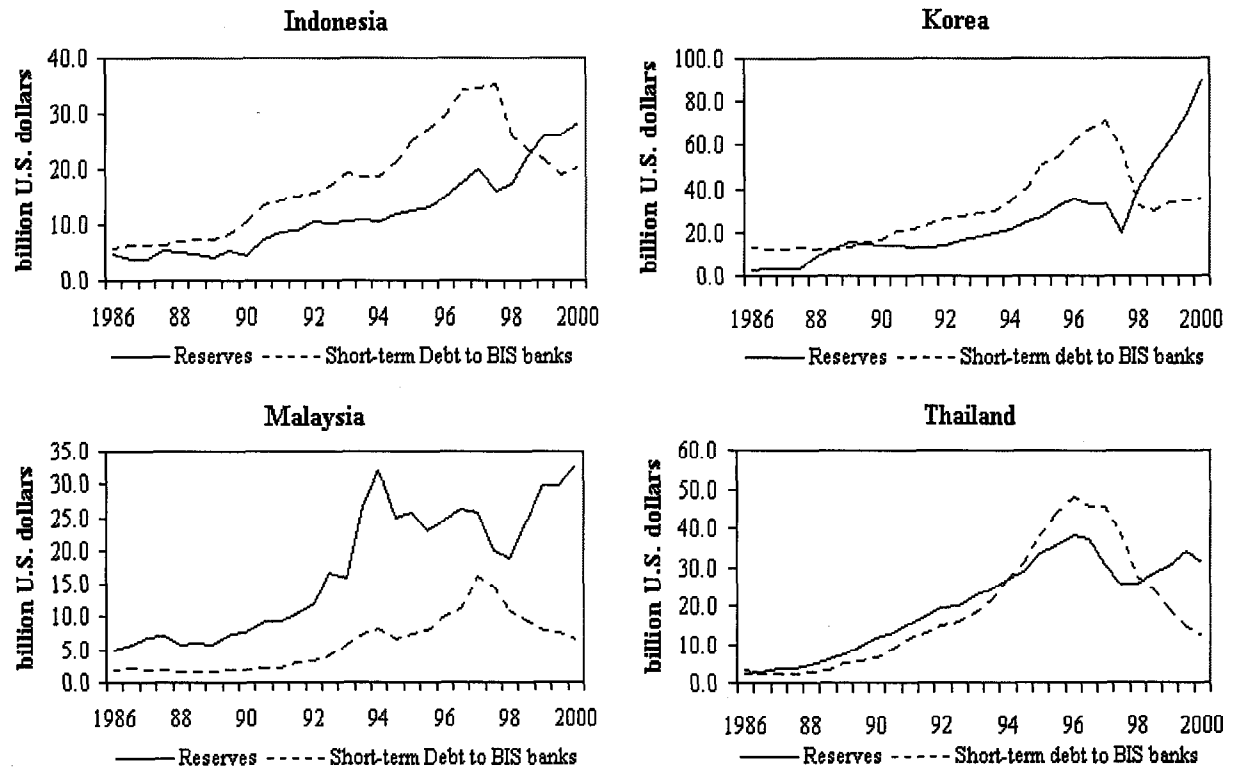 Indonesia
billion U.S. dollars
40.0
30.0
20.0
10.0
0.0
1986 88 90 92 94 96 98 2000
Reserves Short-term Debt to BIS banks
Korea
billion U.S. dollars
100.0
80.0
60.0
40.0
20.0
0.0
1986 88 90 92 94 96 98 2000
Reserves Short-term debt to BIS banks
Malaysia
billion U.S. dollars
35.0
30.0
25.0
20.0
15.0
10.0
5.0
0.0
1986 88 90 92 94 96 98 2000
Reserves Short-term Debt to BIS banks
Thailand
billion U.S. dollars
60.0
50.0
40.0
30.0
20.0
10.0
0.0
1986 88 90 92 94 96 98 2000
Reserves Short-term debt to BIS banks